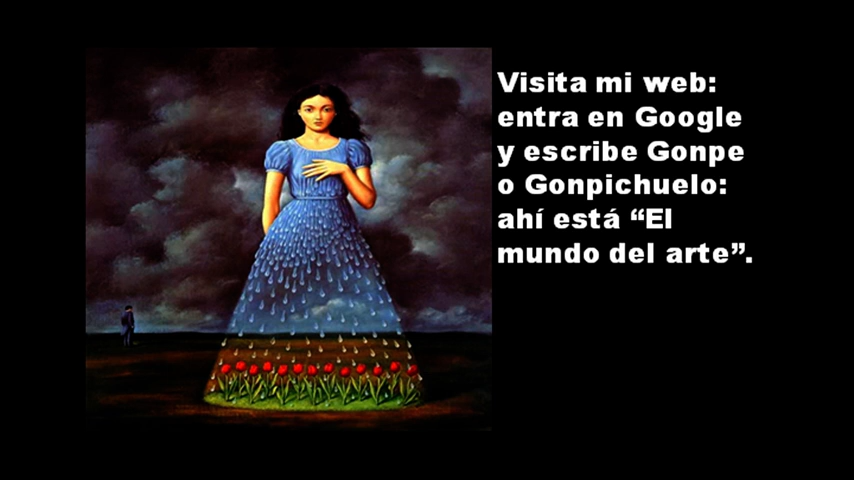 Visita mi web:
entra en Google
y escribe Gonpe
o Gonpichuelo:
ahí está “El
mundo del arte”.